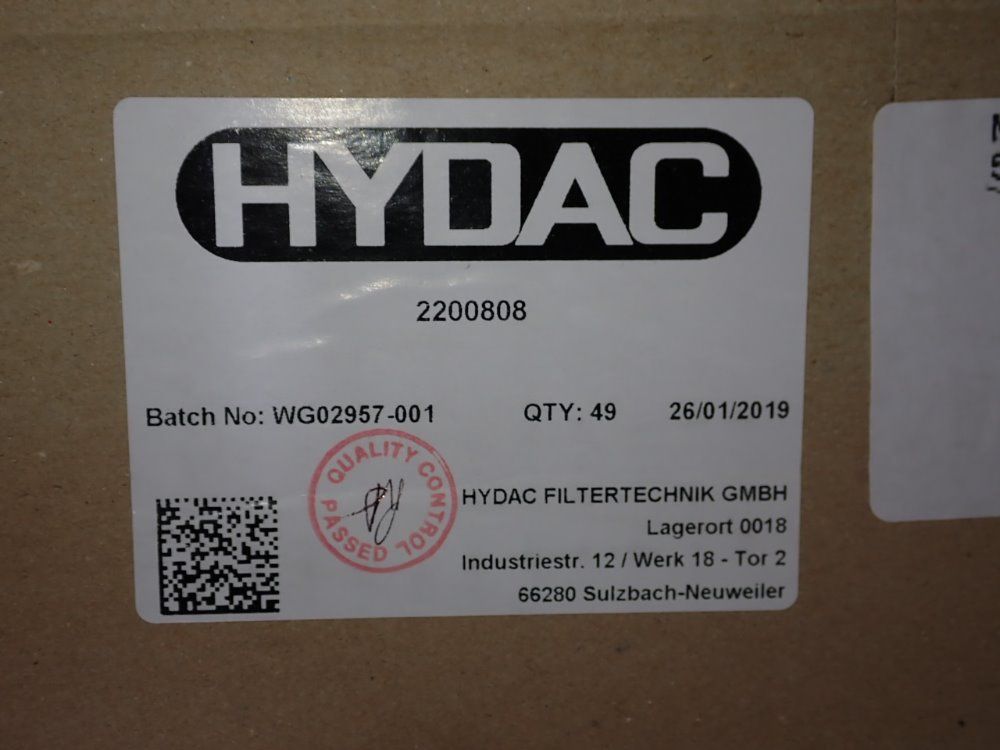 HYDAC
2200808
Batch No: WG02957-001 QTY: 49 26/01/2019
QUALITY CONTROL
PASSED
HYDAC FILTERTECHNIK GMBH
Lagerort 0018
Industriestr. 12 / Werk 18 - Tor 2
66280 Sulzbach-Neuweiler